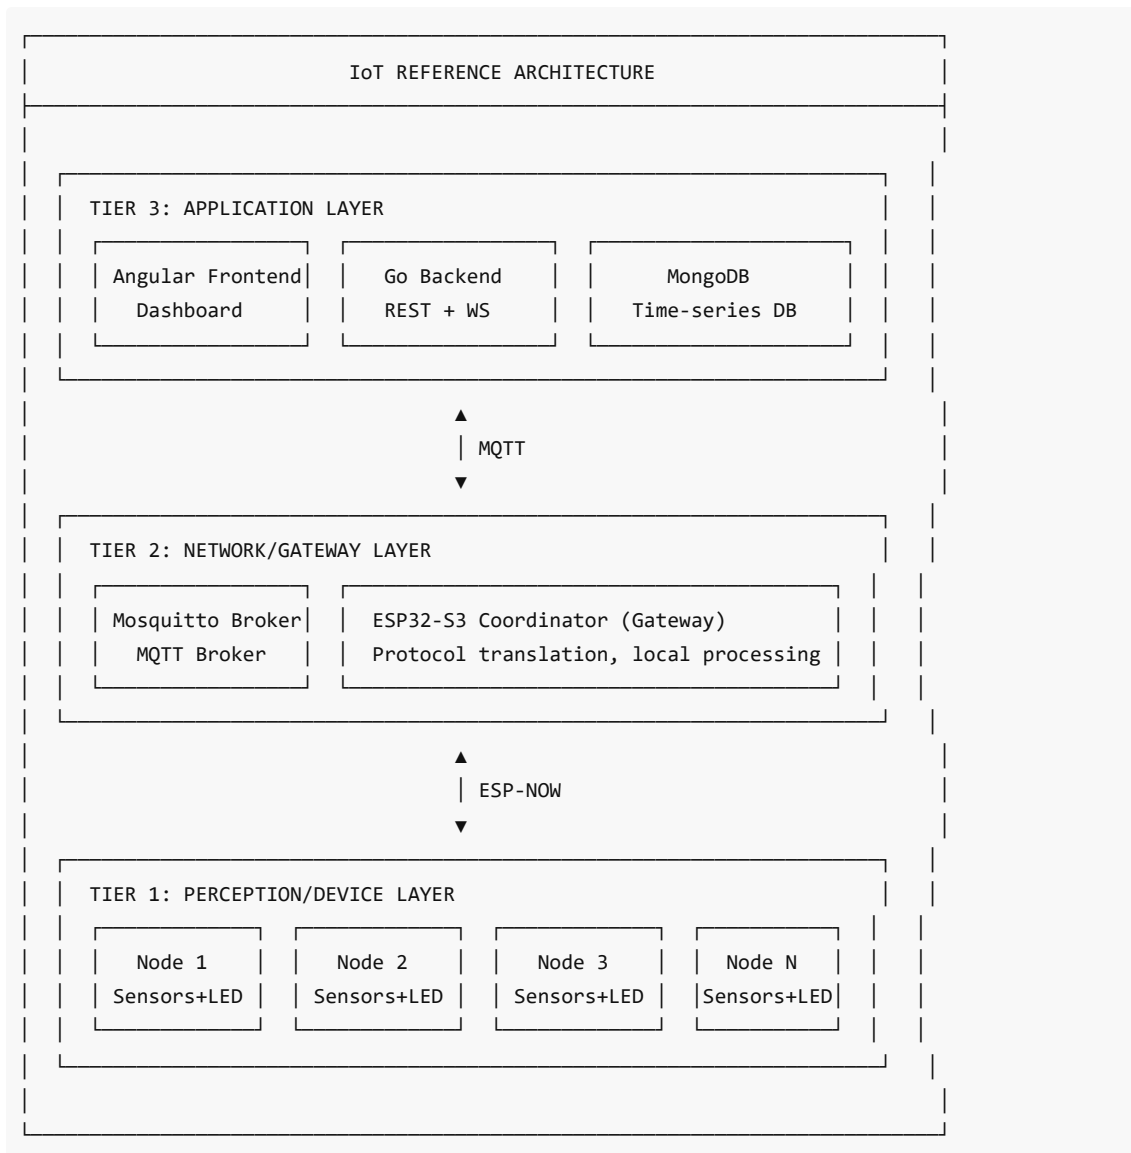 IoT REFERENCE ARCHITECTURE
TIER 3: APPLICATION LAYER
Angular Frontend Go Backend MongoDB
Dashboard REST + WS Time-series DB
MQTT
TIER 2: NETWORK/GATEWAY LAYER
Mosquitto Broker ESP32-S3 Coordinator (Gateway)
MQTT Broker Protocol translation, local processing
ESP-NOW
TIER 1: PERCEPTION/DEVICE LAYER
Node 1 Node 2 Node 3 Node N
Sensors+LED Sensors+LED Sensors+LED Sensors+LED